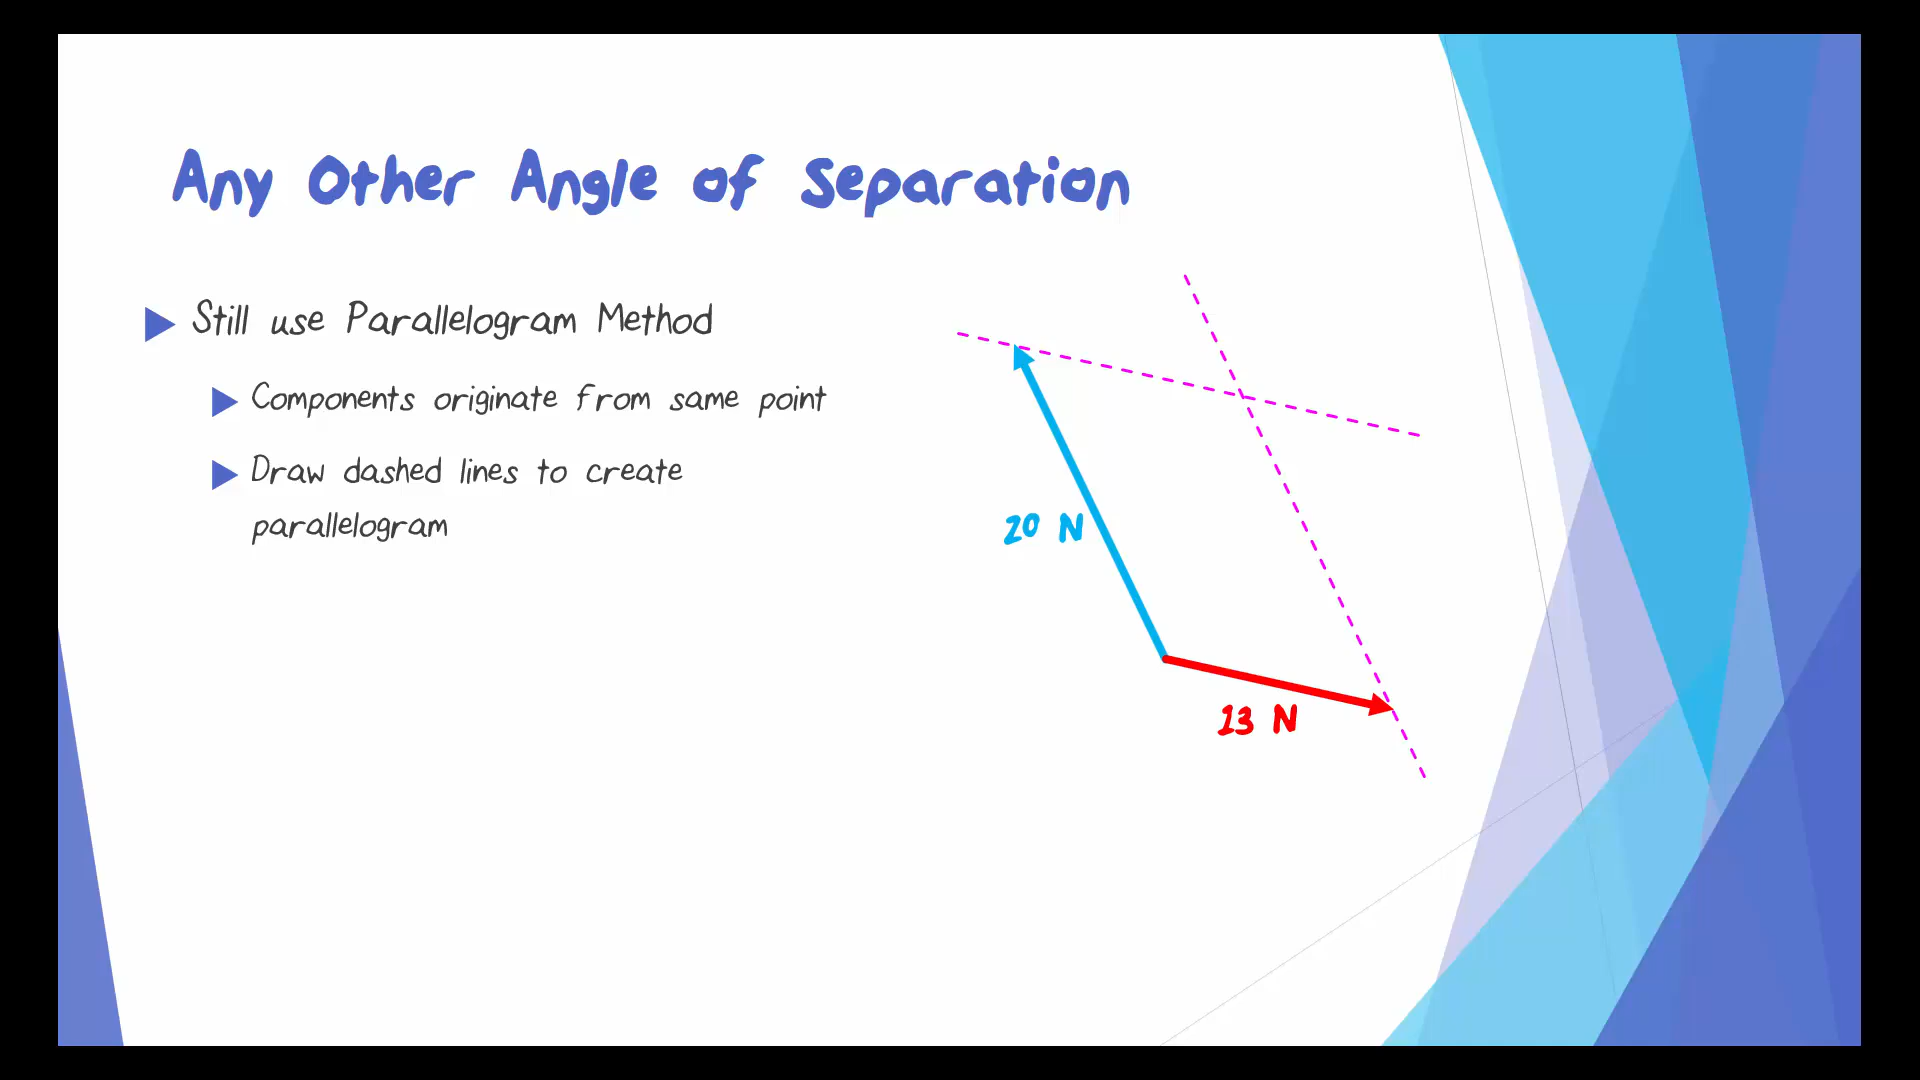 Any Other Angle of Separation
Still use Parallelogram Method
Components originate from same point
Draw dashed lines to create
parallelogram
20 N
13 N